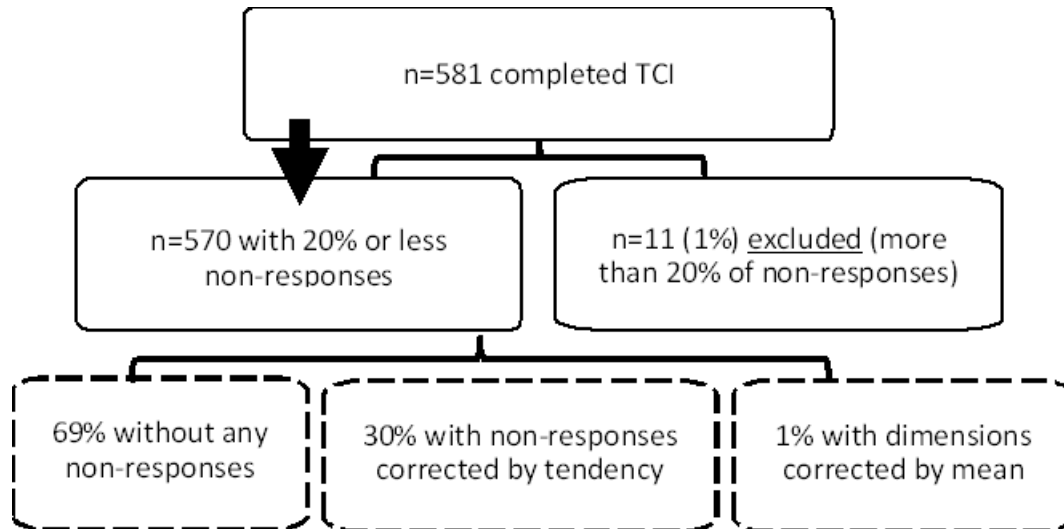 n=581 completed TCI
n=570 with 20% or less
non-responses
n=11 (1%) excluded (more
than 20% of non-responses)
69% without any
non-responses
30% with non-responses
corrected by tendency
1% with dimensions
corrected by mean